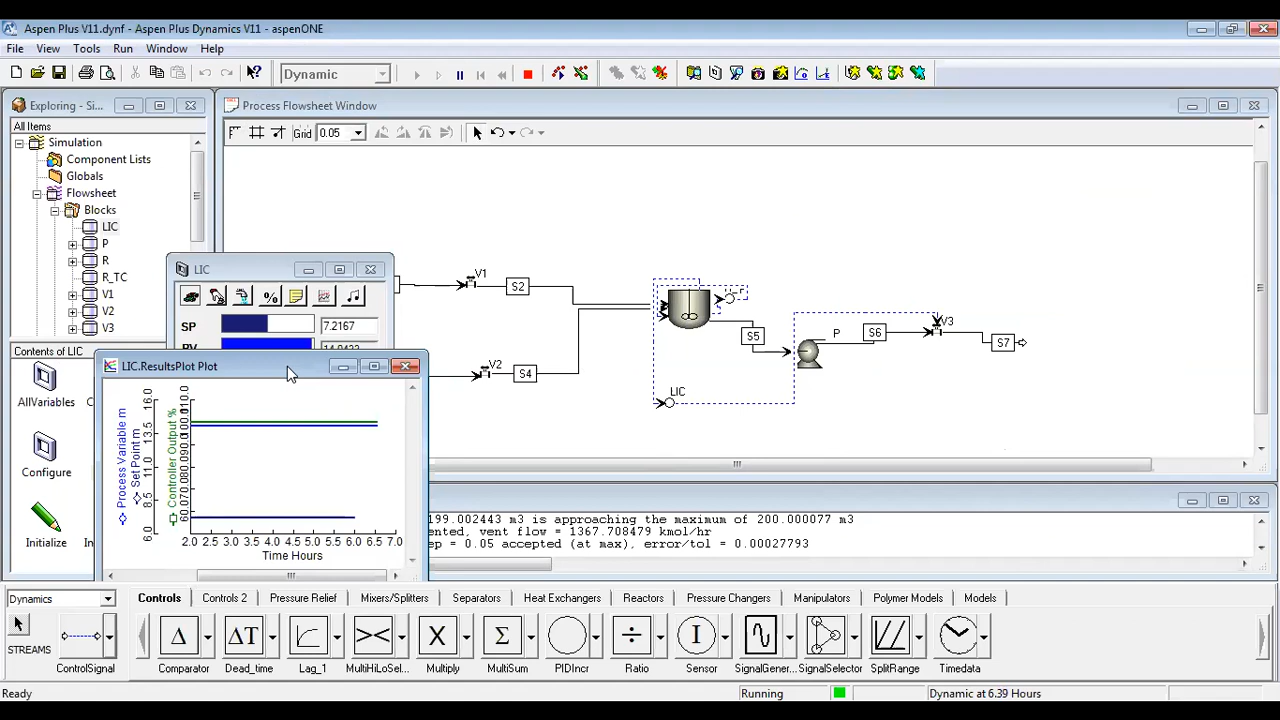 Aspen Plus V11.dynf - Aspen Plus Dynamics V11 - aspenONE
File View Tools Run Window Help
Dynamic
Exploring - Si...
All Items
Simulation
Component Lists
Globals
Flowsheet
Blocks
LIC
P
R
R_TC
V1
V2
V3
Contents of LIC
AllVariables
Configure
Initialize
Process Flowsheet Window
Grid 0.05
V1
S2
V2
S4
S5
P
S6
V3
S7
LIC
LIC
%
SP 7.2167
LIC.ResultsPlot Plot
Process Variable m
Set Point m
6.0 8.5 11.0 13.5 16.0
Controller Output %
2.0 2.5 3.0 3.5 4.0 4.5 5.0 5.5 6.0 6.5 7.0
Time Hours
199.002443 m3 is approaching the maximum of 200.000077 m3
ented, vent flow = 1367.708479 kmol/hr
ep = 0.05 accepted (at max), error/tol = 0.00027793
Dynamics
Controls Controls 2 Pressure Relief Mixers/Splitters Separators Heat Exchangers Reactors Pressure Changers Manipulators Polymer Models Models
STREAMS
ControlSignal Comparator Dead_time Lag_1 MultiHiLoSel... Multiply MultiSum PIDIncr Ratio Sensor SignalGener... SignalSelector SplitRange Timedata
Ready
Running
Dynamic at 6.39 Hours